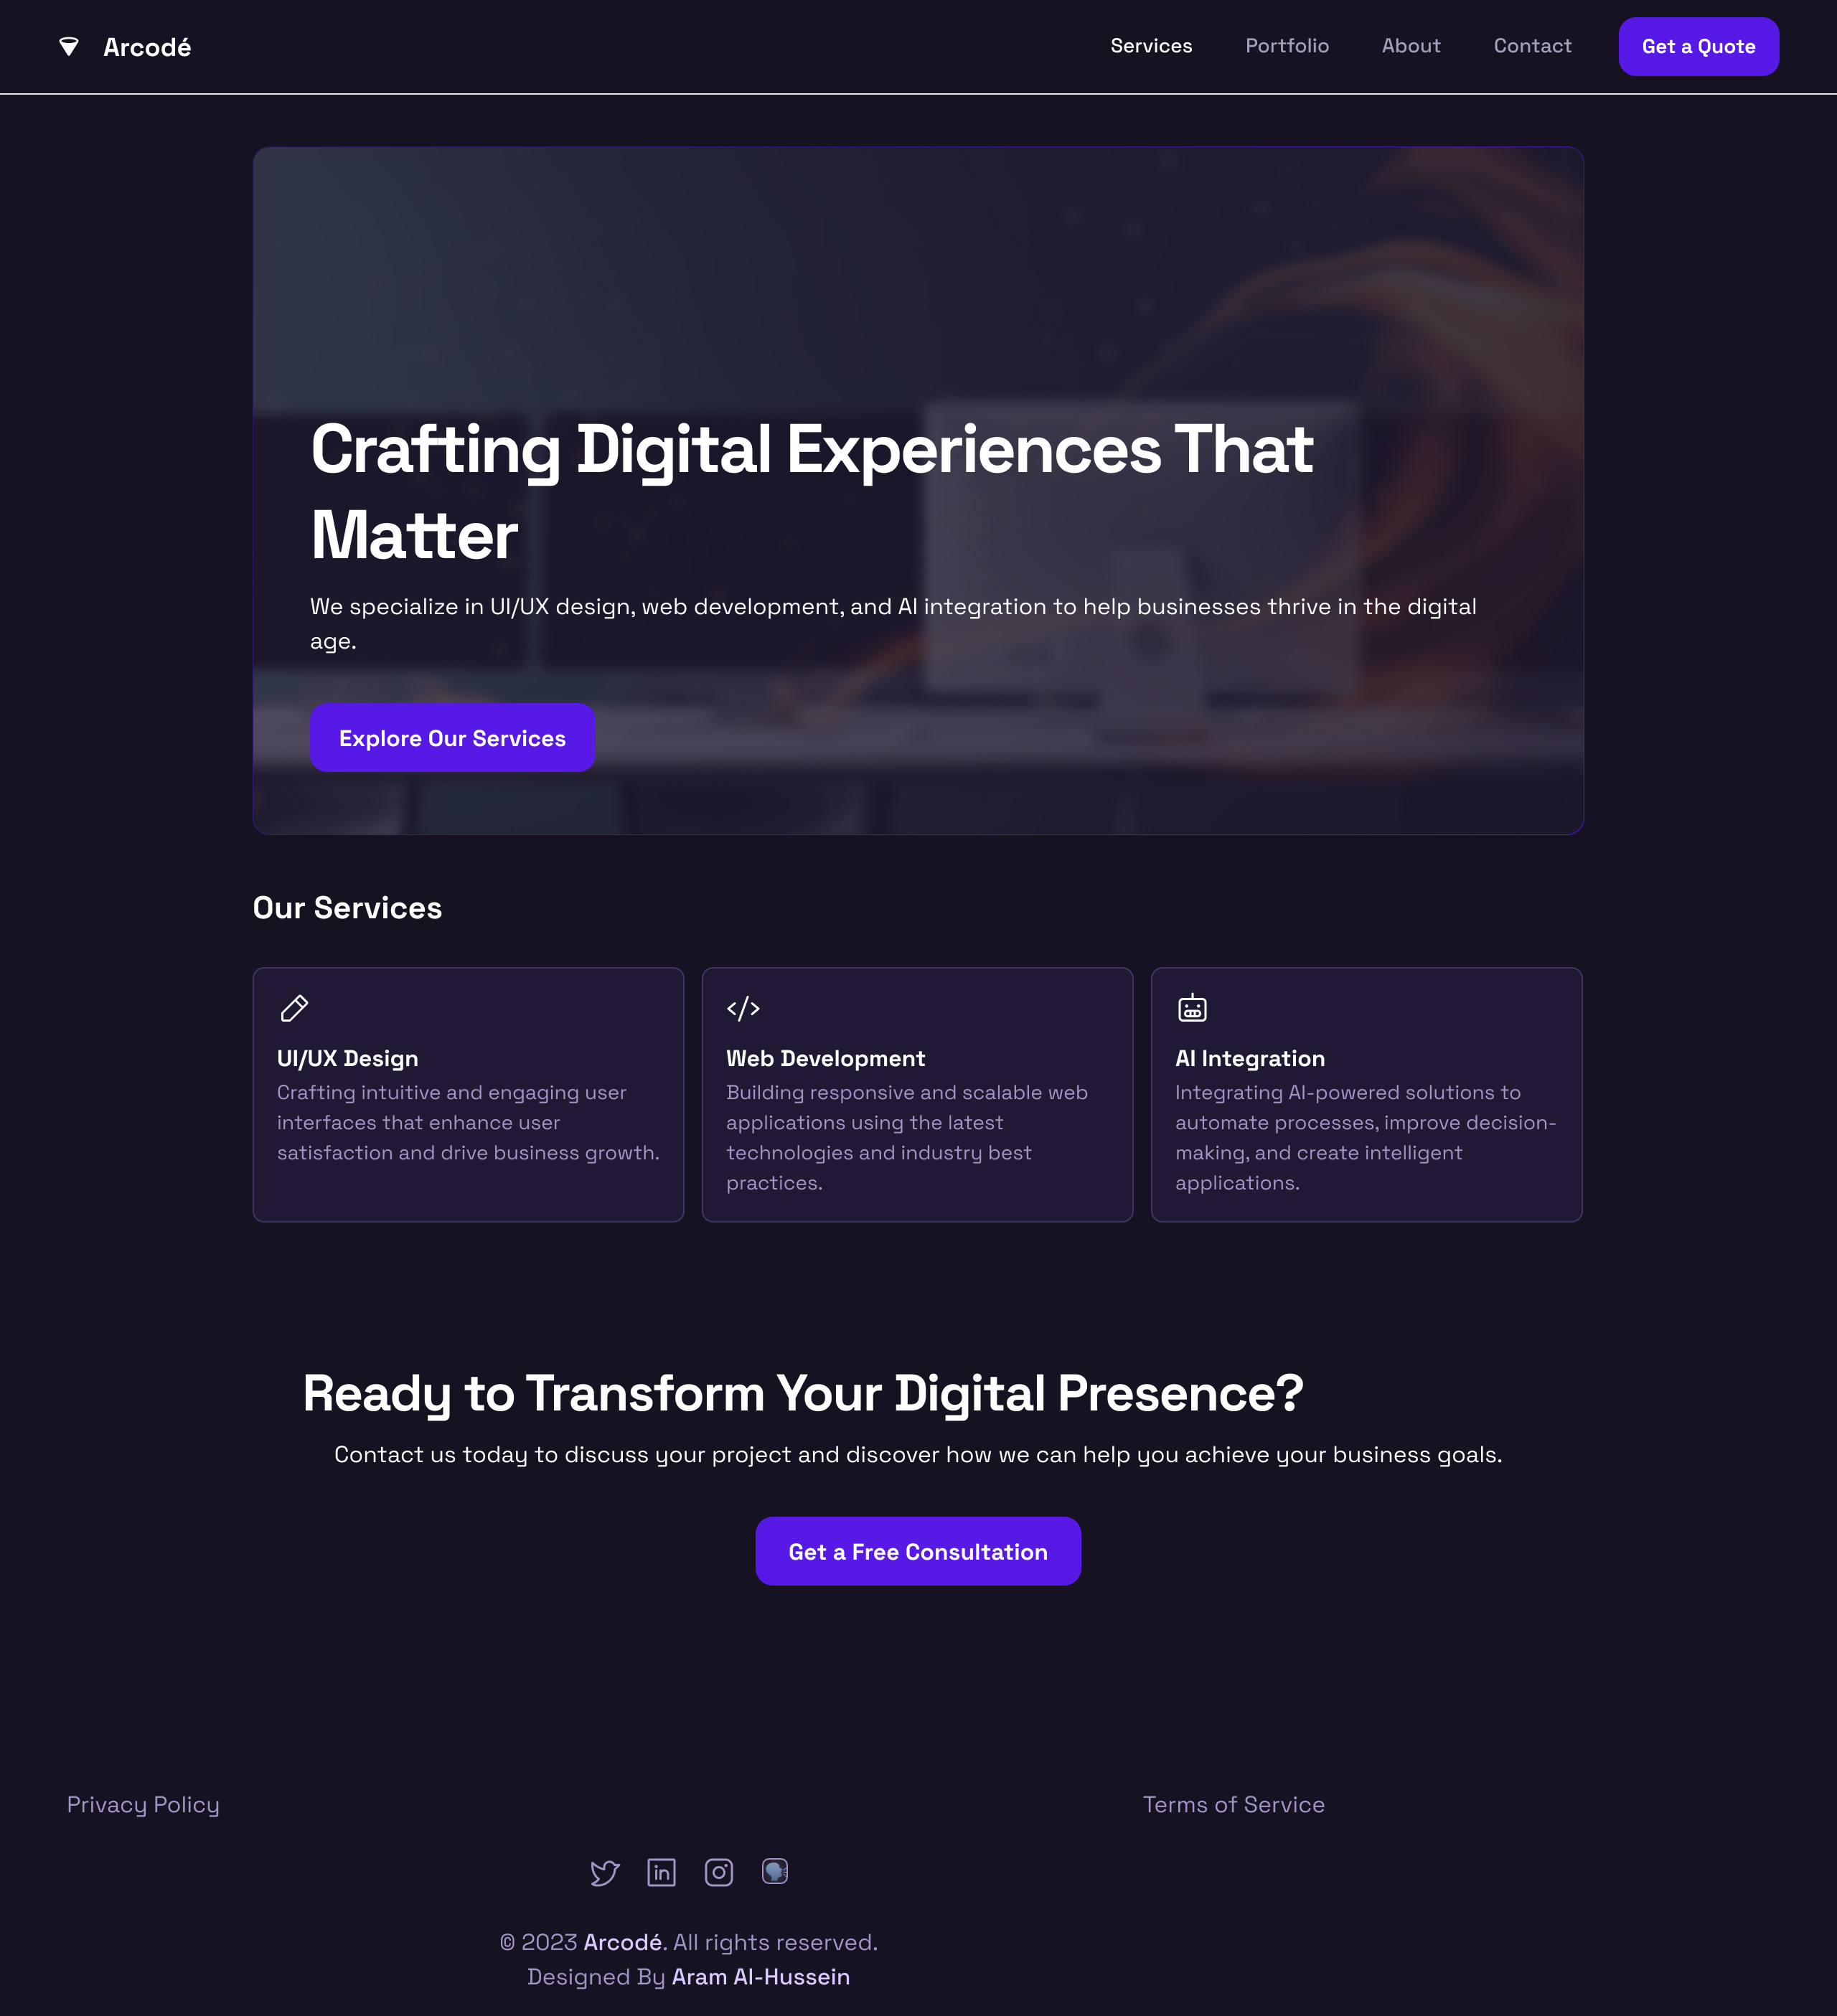 Arcodé
Services
Portfolio
About
Contact
Get a Quote
Crafting Digital Experiences That
Matter
We specialize in UI/UX design, web development, and AI integration to help businesses thrive in the digital
age.
Explore Our Services
Our Services
UI/UX Design
Crafting intuitive and engaging user
interfaces that enhance user
satisfaction and drive business growth.
Web Development
Building responsive and scalable web
applications using the latest
technologies and industry best
practices.
AI Integration
Integrating AI-powered solutions to
automate processes, improve decision-
making, and create intelligent
applications.
Ready to Transform Your Digital Presence?
Contact us today to discuss your project and discover how we can help you achieve your business goals.
Get a Free Consultation
Privacy Policy
Terms of Service
© 2023 Arcodé. All rights reserved.
Designed By Aram Al-Hussein